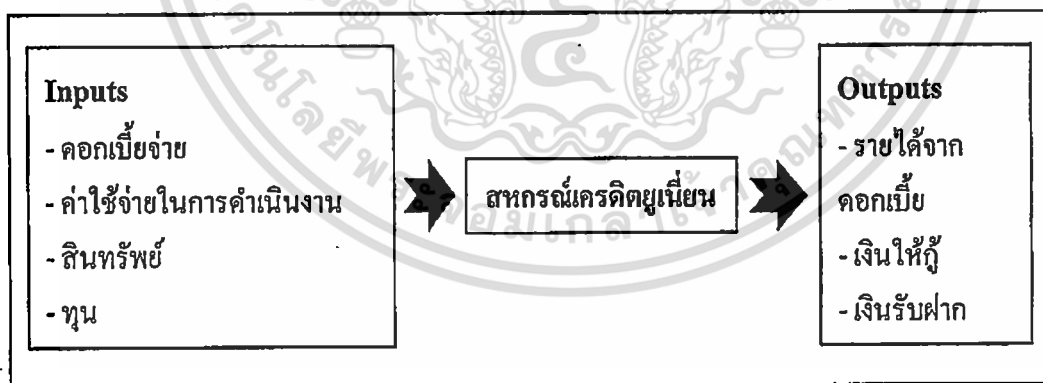 Inputs
- ดอกเบี้ยจ่าย
- ค่าใช้จ่ายในการดำเนินงาน
- สินทรัพย์
- ทุน
สหกรณ์เครดิตยูเนี่ยน
Outputs
- รายได้จาก
ดอกเบี้ย
- เงินให้กู้
- เงินรับฝาก